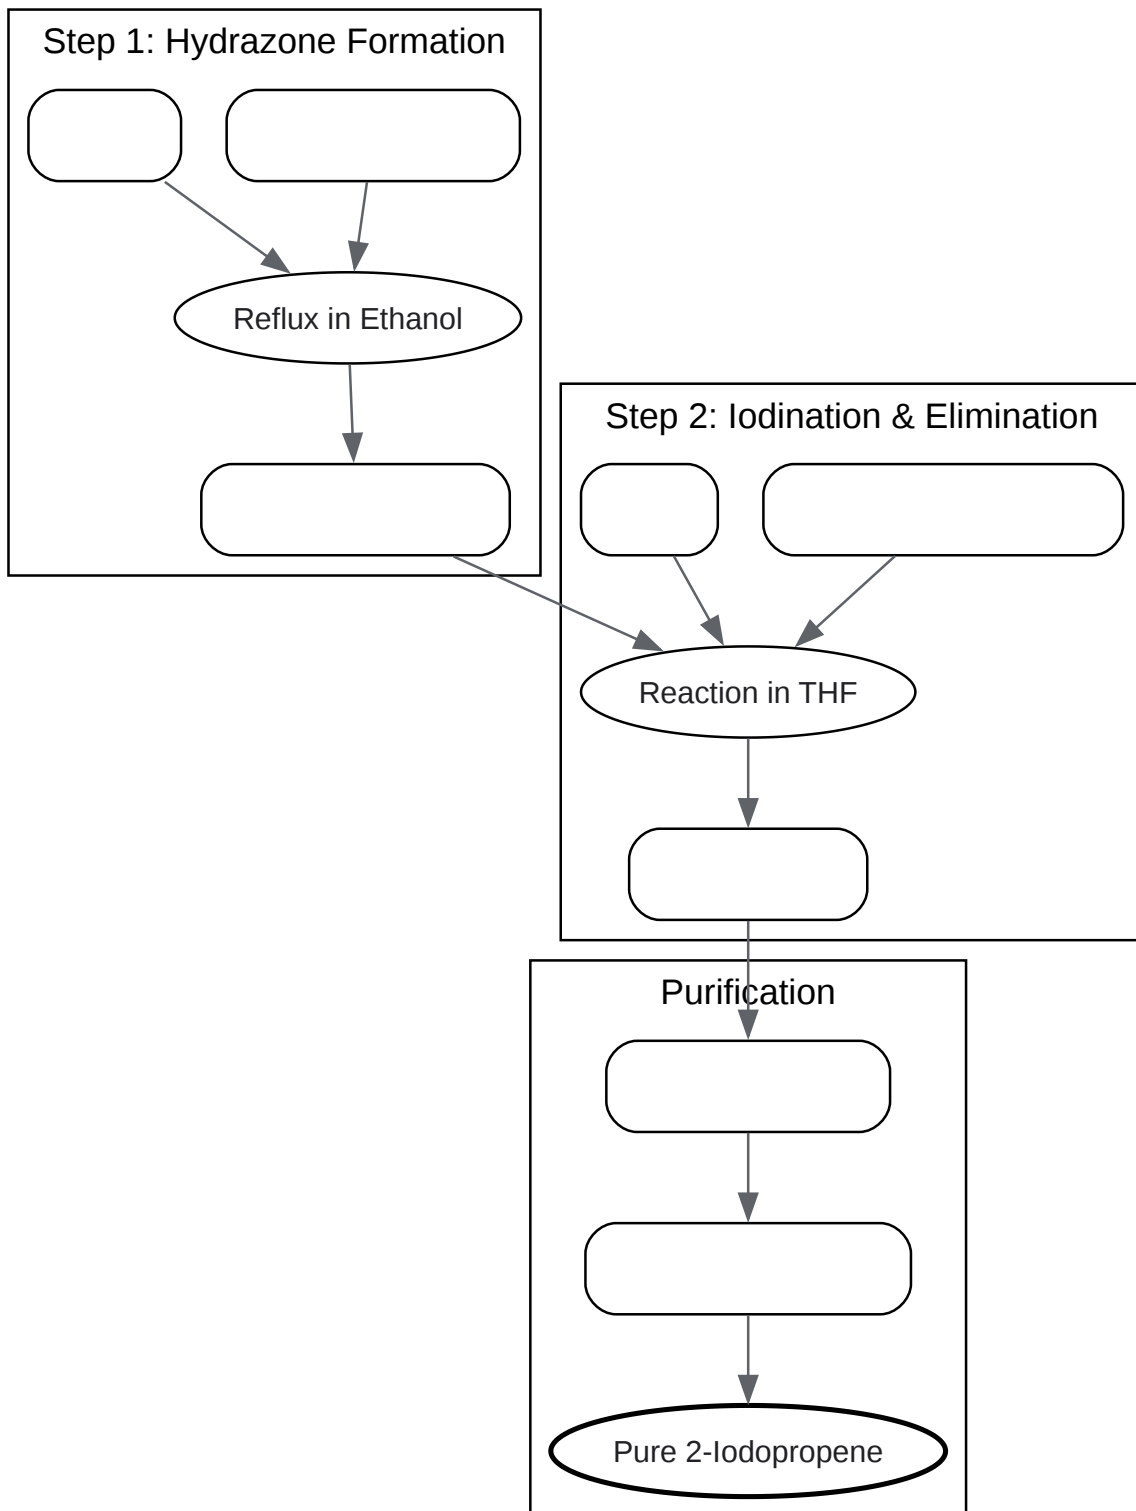 Step 1: Hydrazone Formation
Reflux in Ethanol
Step 2: Iodination & Elimination
Reaction in THF
Purification
Pure 2-Iodopropene